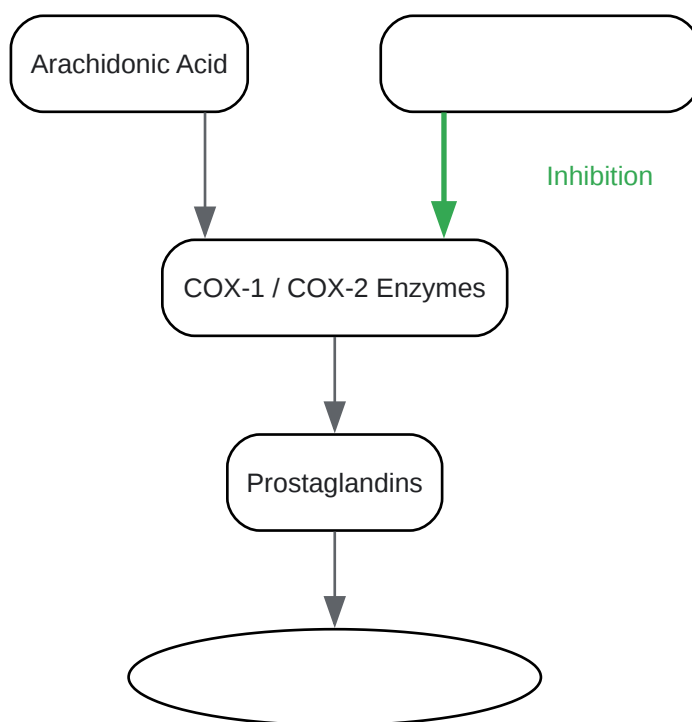 Arachidonic Acid
Inhibition
COX-1 / COX-2 Enzymes
Prostaglandins